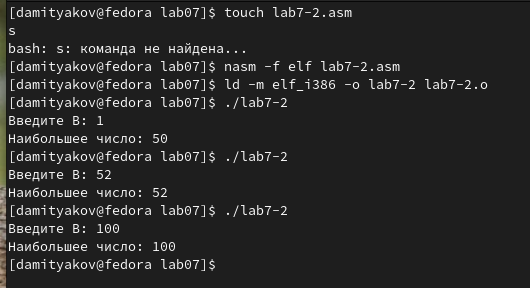 [damityakov@fedora lab07]$ touch lab7-2.asm
s
bash: s: команда не найдена...
[damityakov@fedora lab07]$ nasm -f elf lab7-2.asm
[damityakov@fedora lab07]$ ld -m elf_i386 -o lab7-2 lab7-2.o
[damityakov@fedora lab07]$ ./lab7-2
Введите В: 1
Наибольшее число: 50
[damityakov@fedora lab07]$ ./lab7-2
Введите В: 52
Наибольшее число: 52
[damityakov@fedora lab07]$ ./lab7-2
Введите В: 100
Наибольшее число: 100
[damityakov@fedora lab07]$